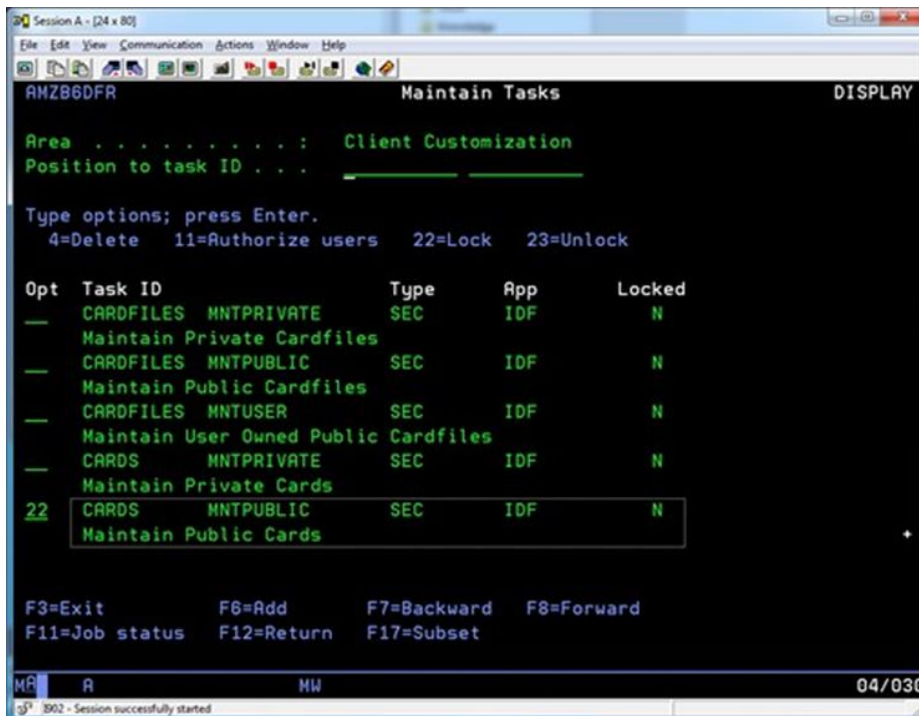 Session A - [24 x 80]
File Edit View Communication Actions Window Help
AMZB6DFR Maintain Tasks DISPLAY
Area . . . . . . . . . : Client Customization
Position to task ID . . .
Type options; press Enter.
4=Delete 11=Authorize users 22=Lock 23=Unlock
Opt Task ID Type App Locked
CARDFILES MNTPRIVATE SEC IDF N
Maintain Private Cardfiles
CARDFILES MNTPUBLIC SEC IDF N
Maintain Public Cardfiles
CARDFILES MNTUSER SEC IDF N
Maintain User Owned Public Cardfiles
CARDS MNTPRIVATE SEC IDF N
Maintain Private Cards
22 CARDS MNTPUBLIC SEC IDF N
Maintain Public Cards +
F3=Exit F6=Add F7=Backward F8=Forward
F11=Job status F12=Return F17=Subset
MA A MW 04/030
I902 - Session successfully started